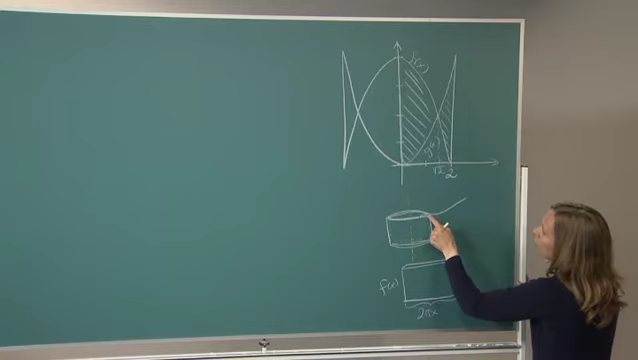 f(x)
g(x)
√2 2
f(x)
2πx